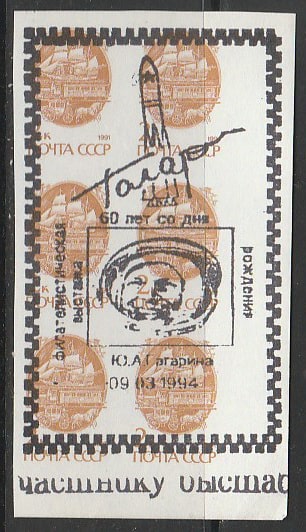 к 1991
ПОЧТА СССР ПОЧТА СССР
Гагарин
60 лет со дня
рождения
филателистическая
выставка
Ю.А.Гагарина
09 03 1994
2к
ПОЧТА СССР ПОЧТА СССР
частнику выстав